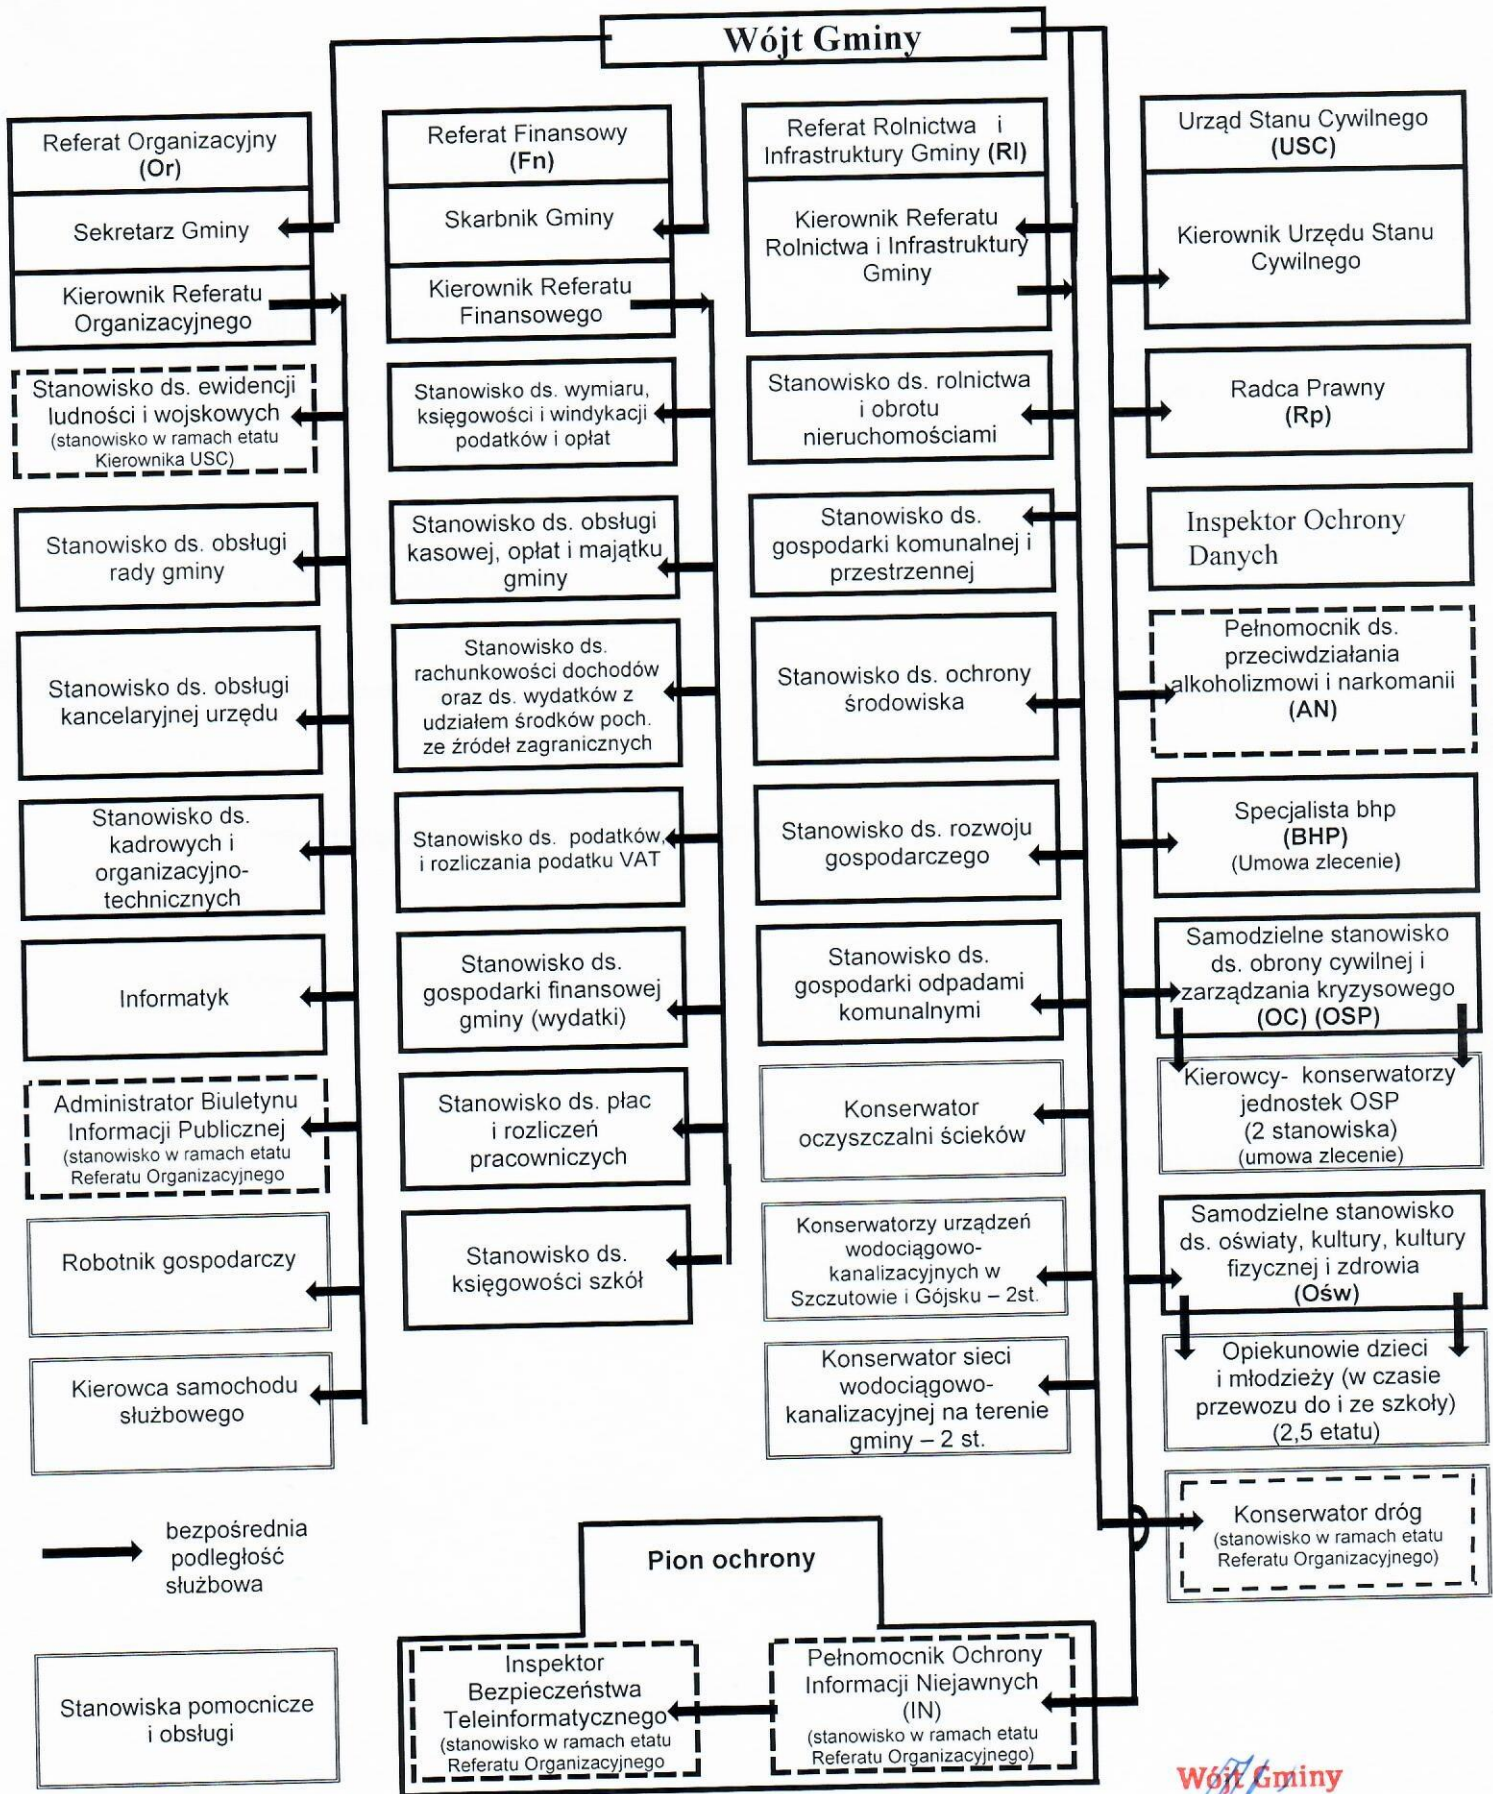 Wójt Gminy
Referat Organizacyjny
(Or)
Sekretarz Gminy
Kierownik Referatu
Organizacyjnego
Stanowisko ds. ewidencji
ludności i wojskowych
(stanowisko w ramach etatu
Kierownika USC)
Stanowisko ds. obsługi
rady gminy
Stanowisko ds. obsługi
kancelaryjnej urzędu
Stanowisko ds.
kadrowych i
organizacyjno-
technicznych
Informatyk
Administrator Biuletynu
Informacji Publicznej
(stanowisko w ramach etatu
Referatu Organizacyjnego
Robotnik gospodarczy
Kierowca samochodu
służbowego
Referat Finansowy
(Fn)
Skarbnik Gminy
Kierownik Referatu
Finansowego
Stanowisko ds. wymiaru,
księgowości i windykacji
podatków i opłat
Stanowisko ds. obsługi
kasowej, opłat i majątku
gminy
Stanowisko ds.
rachunkowości dochodów
oraz ds. wydatków z
udziałem środków poch.
ze źródeł zagranicznych
Stanowisko ds. podatków,
i rozliczania podatku VAT
Stanowisko ds.
gospodarki finansowej
gminy (wydatki)
Stanowisko ds. płac
i rozliczeń
pracowniczych
Stanowisko ds.
księgowości szkół
Referat Rolnictwa i
Infrastruktury Gminy (RI)
Kierownik Referatu
Rolnictwa i Infrastruktury
Gminy
Stanowisko ds. rolnictwa
i obrotu
nieruchomościami
Stanowisko ds.
gospodarki komunalnej i
przestrzennej
Stanowisko ds. ochrony
środowiska
Stanowisko ds. rozwoju
gospodarczego
Stanowisko ds.
gospodarki odpadami
komunalnymi
Konserwator
oczyszczalni ścieków
Konserwatorzy urządzeń
wodociągowo-
kanalizacyjnych w
Szczutowie i Gójsku – 2st.
Konserwator sieci
wodociągowo-
kanalizacyjnej na terenie
gminy – 2 st.
Urząd Stanu Cywilnego
(USC)
Kierownik Urzędu Stanu
Cywilnego
Radca Prawny
(Rp)
Inspektor Ochrony
Danych
Pełnomocnik ds.
przeciwdziałania
alkoholizmowi i narkomanii
(AN)
Specjalista bhp
(BHP)
(Umowa zlecenie)
Samodzielne stanowisko
ds. obrony cywilnej i
zarządzania kryzysowego
(OC) (OSP)
Kierowcy- konserwatorzy
jednostek OSP
(2 stanowiska)
(umowa zlecenie)
Samodzielne stanowisko
ds. oświaty, kultury, kultury
fizycznej i zdrowia
(Ośw)
Opiekunowie dzieci
i młodzieży (w czasie
przewozu do i ze szkoły)
(2,5 etatu)
Konserwator dróg
(stanowisko w ramach etatu
Referatu Organizacyjnego)
bezpośrednia
podległość
służbowa
Stanowiska pomocnicze
i obsługi
Pion ochrony
Inspektor
Bezpieczeństwa
Teleinformatycznego
(stanowisko w ramach etatu
Referatu Organizacyjnego
Pełnomocnik Ochrony
Informacji Niejawnych
(IN)
(stanowisko w ramach etatu
Referatu Organizacyjnego)
Wójt Gminy